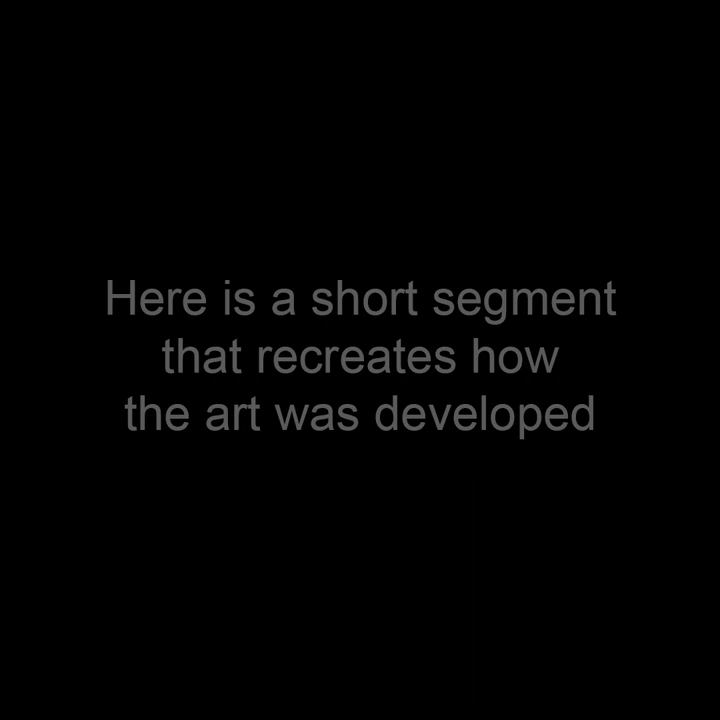 Here is a short segment
that recreates how
the art was developed